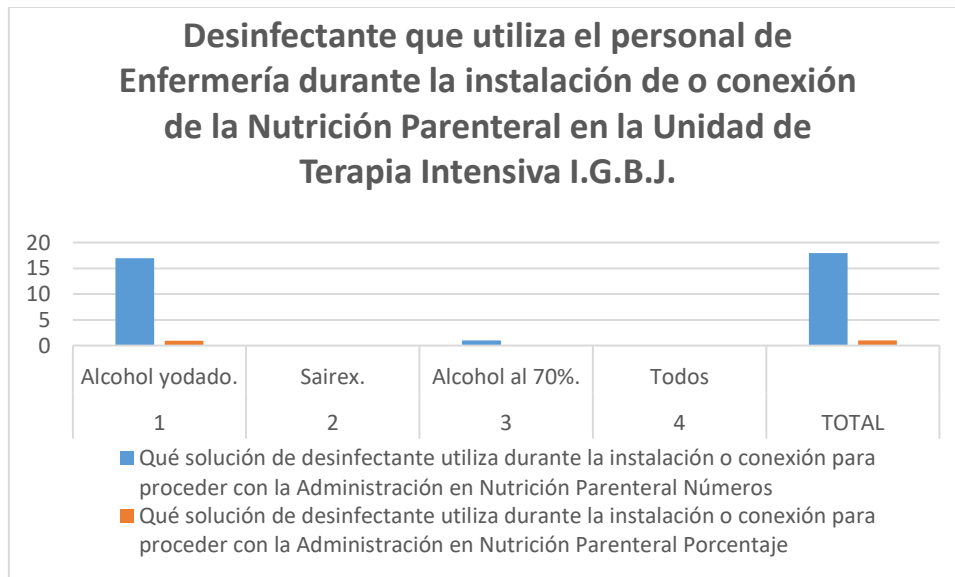 Desinfectante que utiliza el personal de
Enfermería durante la instalación de o conexión
de la Nutrición Parenteral en la Unidad de
Terapia Intensiva I.G.B.J.
20
15
10
5
0
Alcohol yodado. Sairex. Alcohol al 70%. Todos
1 2 3 4 TOTAL
Qué solución de desinfectante utiliza durante la instalación o conexión para
proceder con la Administración en Nutrición Parenteral Números
Qué solución de desinfectante utiliza durante la instalación o conexión para
proceder con la Administración en Nutrición Parenteral Porcentaje